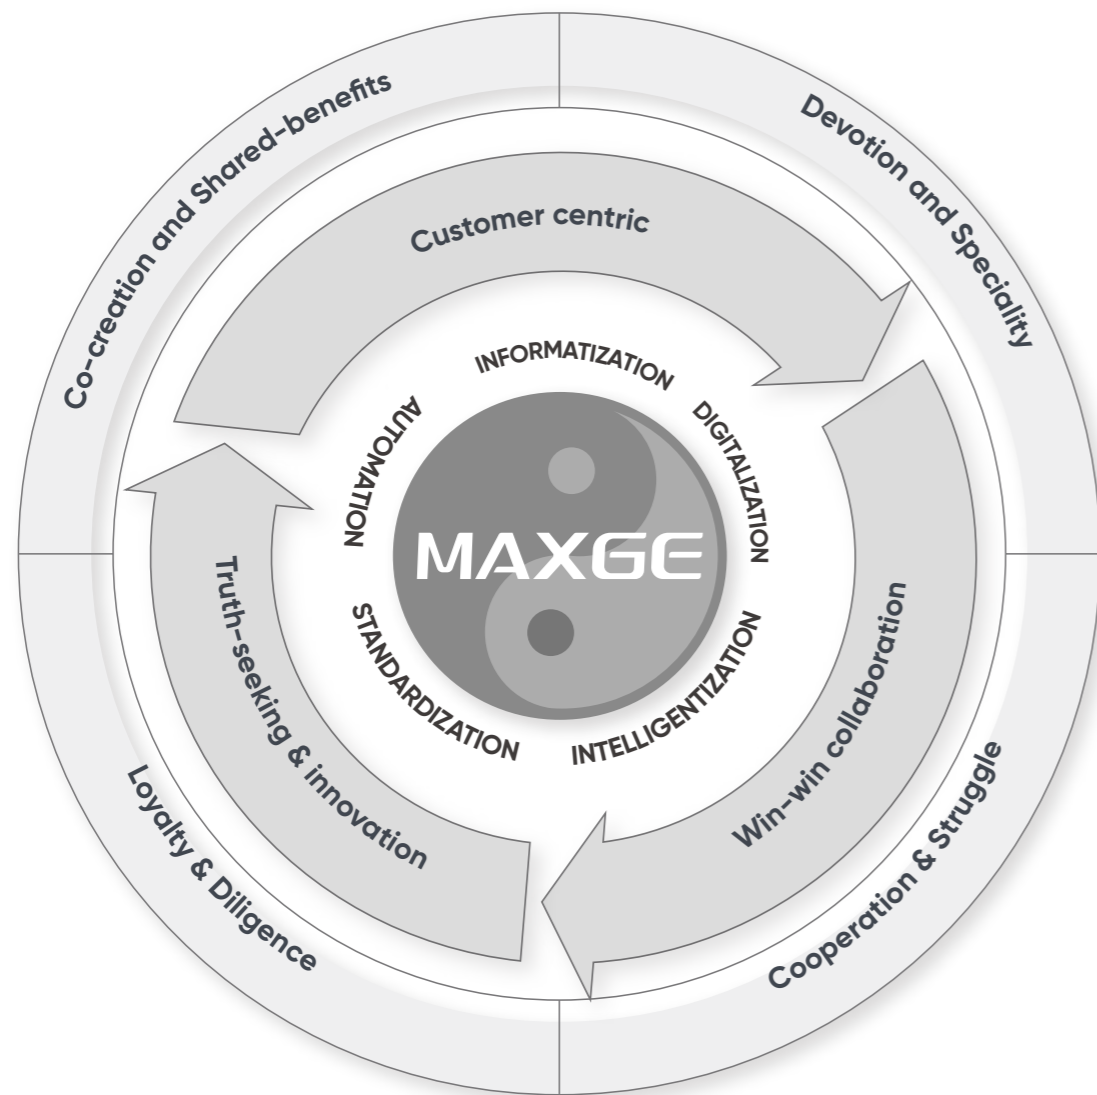 Co-creation and Shared-benefits
Devotion and Speciality
Customer centric
INFORMATIZATION
AUTOMATION
DIGITALIZATION
MAXGE
STANDARDIZATION
INTELLIGENTIZATION
Truth-seeking & innovation
Win-win collaboration
Loyalty & Diligence
Cooperation & Struggle